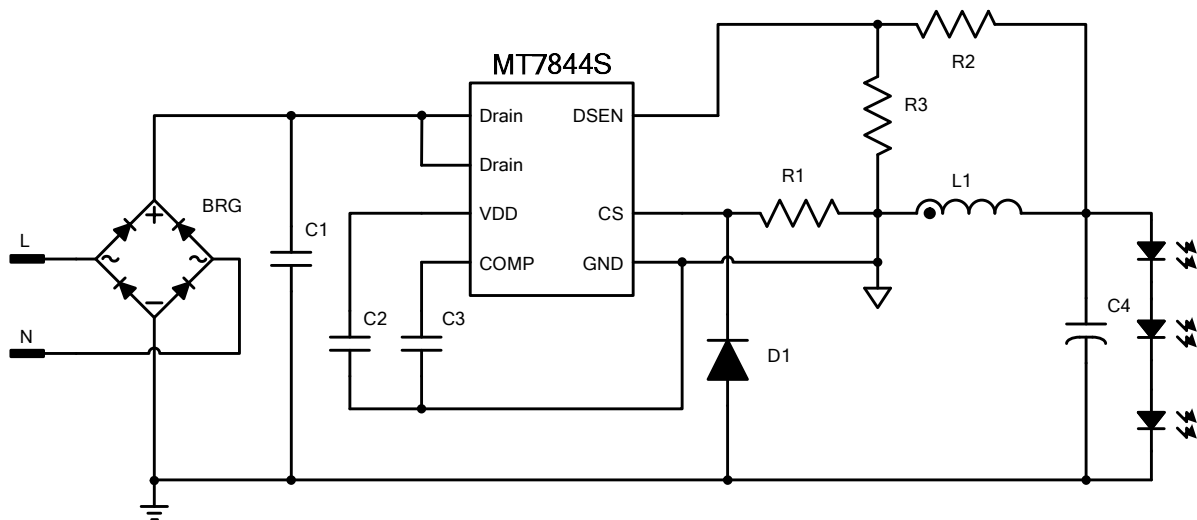 MT7844S
R2
R3
Drain
DSEN
Drain
R1
L1
BRG
VDD
CS
C1
L
COMP
GND
C2
C3
C4
N
D1